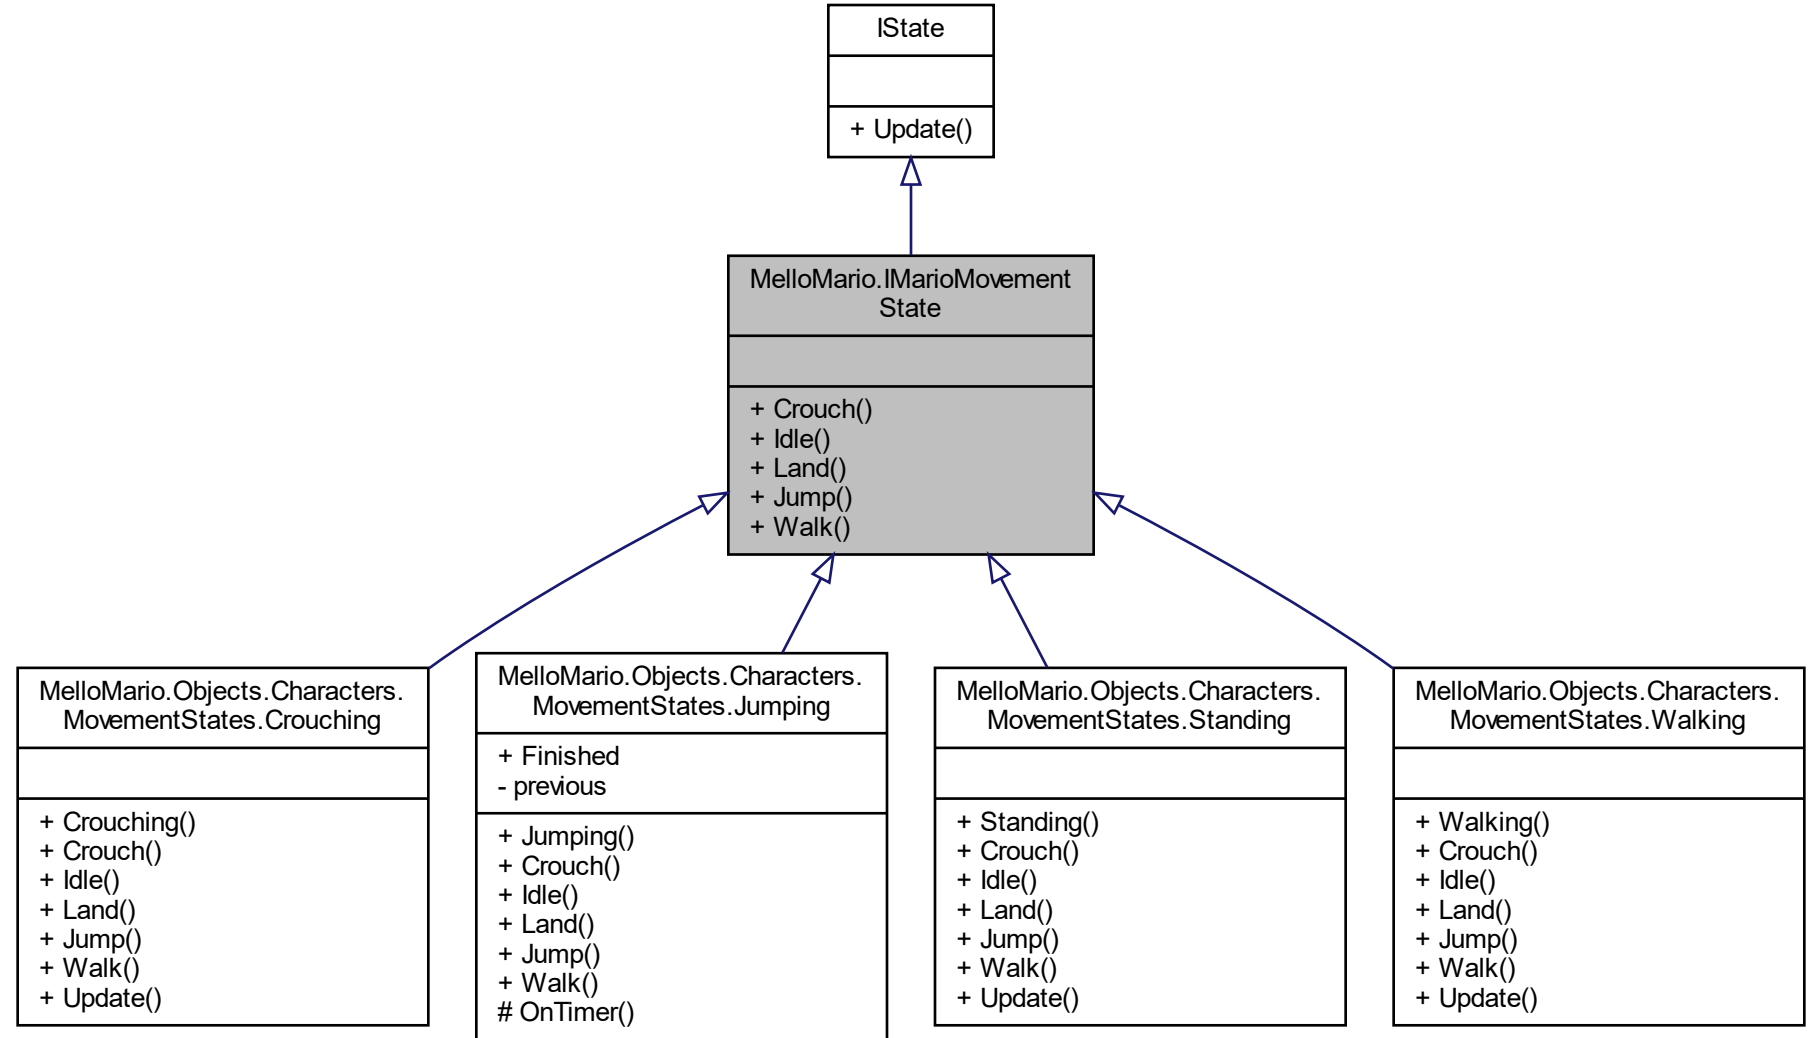 IState
+ Update()
MelloMario.IMarioMovement
State
+ Crouch()
+ Idle()
+ Land()
+ Jump()
+ Walk()
MelloMario.Objects.Characters.
MovementStates.Crouching
+ Crouching()
+ Crouch()
+ Idle()
+ Land()
+ Jump()
+ Walk()
+ Update()
MelloMario.Objects.Characters.
MovementStates.Jumping
+ Finished
- previous
+ Jumping()
+ Crouch()
+ Idle()
+ Land()
+ Jump()
+ Walk()
# OnTimer()
MelloMario.Objects.Characters.
MovementStates.Standing
+ Standing()
+ Crouch()
+ Idle()
+ Land()
+ Jump()
+ Walk()
+ Update()
MelloMario.Objects.Characters.
MovementStates.Walking
+ Walking()
+ Crouch()
+ Idle()
+ Land()
+ Jump()
+ Walk()
+ Update()